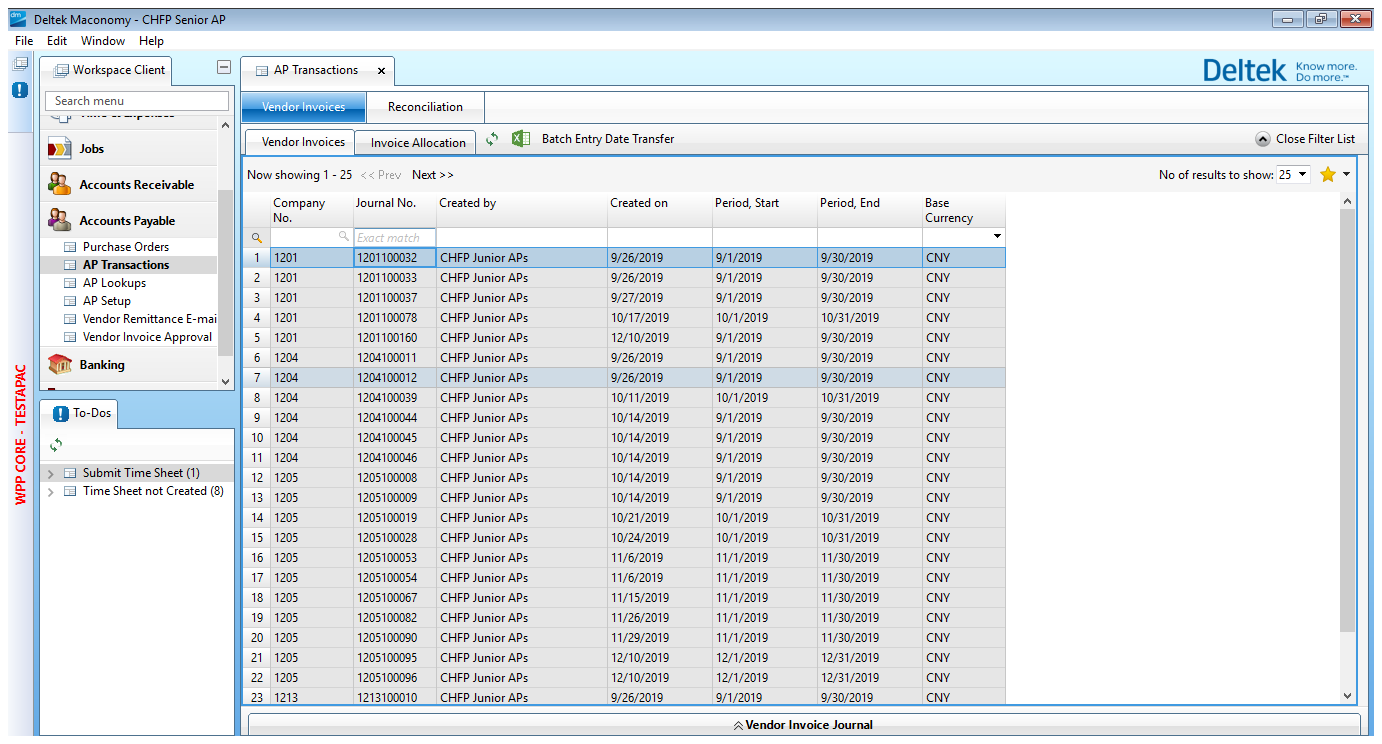 Deltek Maconomy - CHFP Senior AP
File Edit Window Help
Workspace Client
AP Transactions
Deltek Know more. Do more.™
Search menu
Vendor Invoices Reconciliation
Time & Expenses
Jobs
Accounts Receivable
Accounts Payable
Purchase Orders
AP Transactions
AP Lookups
AP Setup
Vendor Remittance E-mai
Vendor Invoice Approval
Banking
WPP CORE - TESTAPAC
To-Dos
Submit Time Sheet (1)
Time Sheet not Created (8)
Vendor Invoices Invoice Allocation Batch Entry Date Transfer Close Filter List
Now showing 1 - 25 << Prev Next >> No of results to show: 25
Company No. Journal No. Created by Created on Period, Start Period, End Base Currency
Exact match
1 1201 1201100032 CHFP Junior APs 9/26/2019 9/1/2019 9/30/2019 CNY
2 1201 1201100033 CHFP Junior APs 9/26/2019 9/1/2019 9/30/2019 CNY
3 1201 1201100037 CHFP Junior APs 9/27/2019 9/1/2019 9/30/2019 CNY
4 1201 1201100078 CHFP Junior APs 10/17/2019 10/1/2019 10/31/2019 CNY
5 1201 1201100160 CHFP Junior APs 12/10/2019 9/1/2019 9/30/2019 CNY
6 1204 1204100011 CHFP Junior APs 9/26/2019 9/1/2019 9/30/2019 CNY
7 1204 1204100012 CHFP Junior APs 9/26/2019 9/1/2019 9/30/2019 CNY
8 1204 1204100039 CHFP Junior APs 10/11/2019 10/1/2019 10/31/2019 CNY
9 1204 1204100044 CHFP Junior APs 10/14/2019 9/1/2019 9/30/2019 CNY
10 1204 1204100045 CHFP Junior APs 10/14/2019 9/1/2019 9/30/2019 CNY
11 1204 1204100046 CHFP Junior APs 10/14/2019 9/1/2019 9/30/2019 CNY
12 1205 1205100008 CHFP Junior APs 10/14/2019 9/1/2019 9/30/2019 CNY
13 1205 1205100009 CHFP Junior APs 10/14/2019 9/1/2019 9/30/2019 CNY
14 1205 1205100019 CHFP Junior APs 10/21/2019 10/1/2019 10/31/2019 CNY
15 1205 1205100028 CHFP Junior APs 10/24/2019 10/1/2019 10/31/2019 CNY
16 1205 1205100053 CHFP Junior APs 11/6/2019 11/1/2019 11/30/2019 CNY
17 1205 1205100054 CHFP Junior APs 11/6/2019 11/1/2019 11/30/2019 CNY
18 1205 1205100067 CHFP Junior APs 11/15/2019 11/1/2019 11/30/2019 CNY
19 1205 1205100082 CHFP Junior APs 11/26/2019 11/1/2019 11/30/2019 CNY
20 1205 1205100090 CHFP Junior APs 11/29/2019 11/1/2019 11/30/2019 CNY
21 1205 1205100095 CHFP Junior APs 12/10/2019 12/1/2019 12/31/2019 CNY
22 1205 1205100096 CHFP Junior APs 12/10/2019 12/1/2019 12/31/2019 CNY
23 1213 1213100010 CHFP Junior APs 9/26/2019 9/1/2019 9/30/2019 CNY
Vendor Invoice Journal